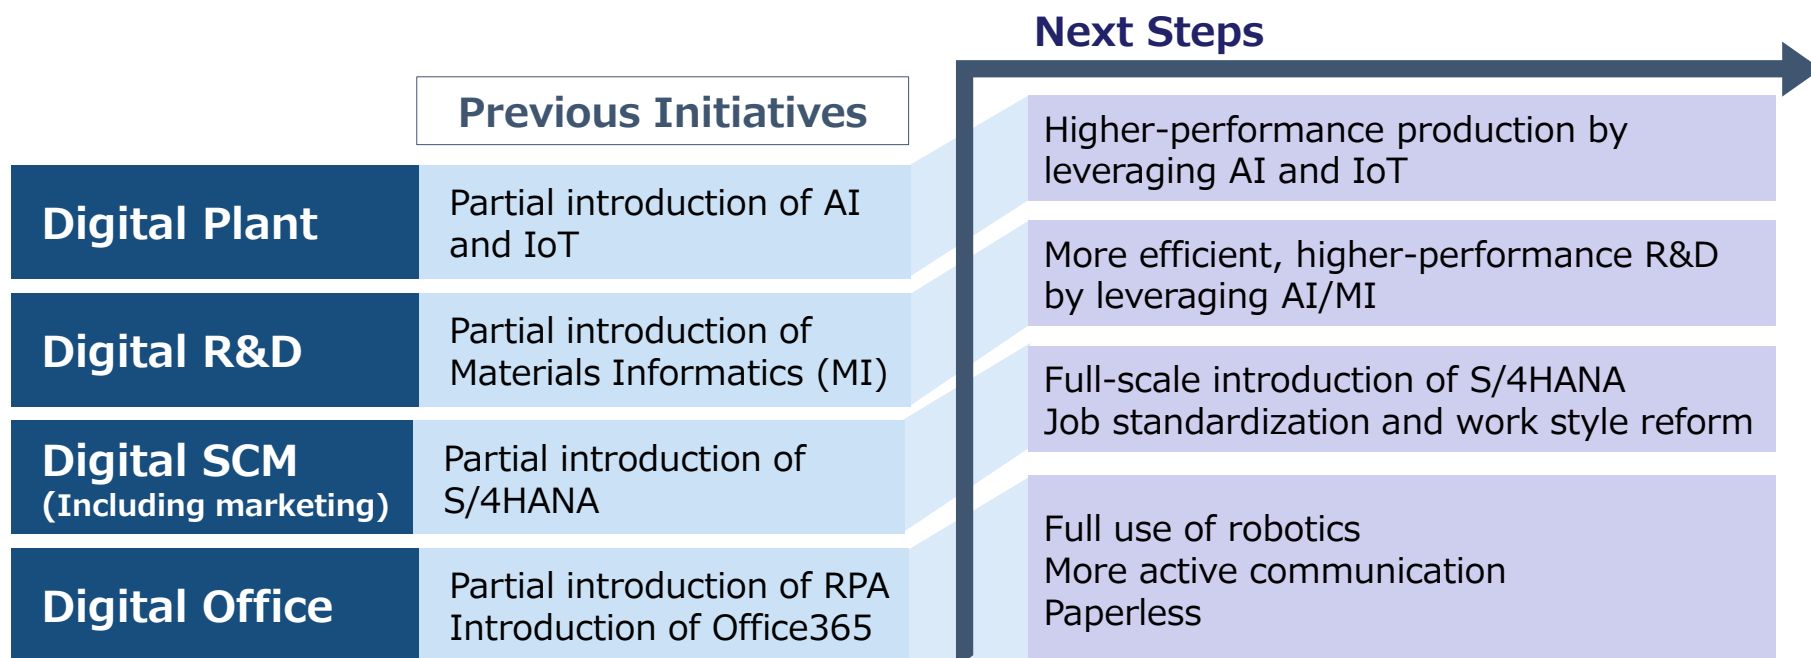 Next Steps
Previous Initiatives
Digital Plant
Partial introduction of AI
and IoT
Higher-performance production by
leveraging AI and IoT
Digital R&D
Partial introduction of
Materials Informatics (MI)
More efficient, higher-performance R&D
by leveraging AI/MI
Digital SCM
(Including marketing)
Partial introduction of
S/4HANA
Full-scale introduction of S/4HANA
Job standardization and work style reform
Digital Office
Partial introduction of RPA
Introduction of Office365
Full use of robotics
More active communication
Paperless